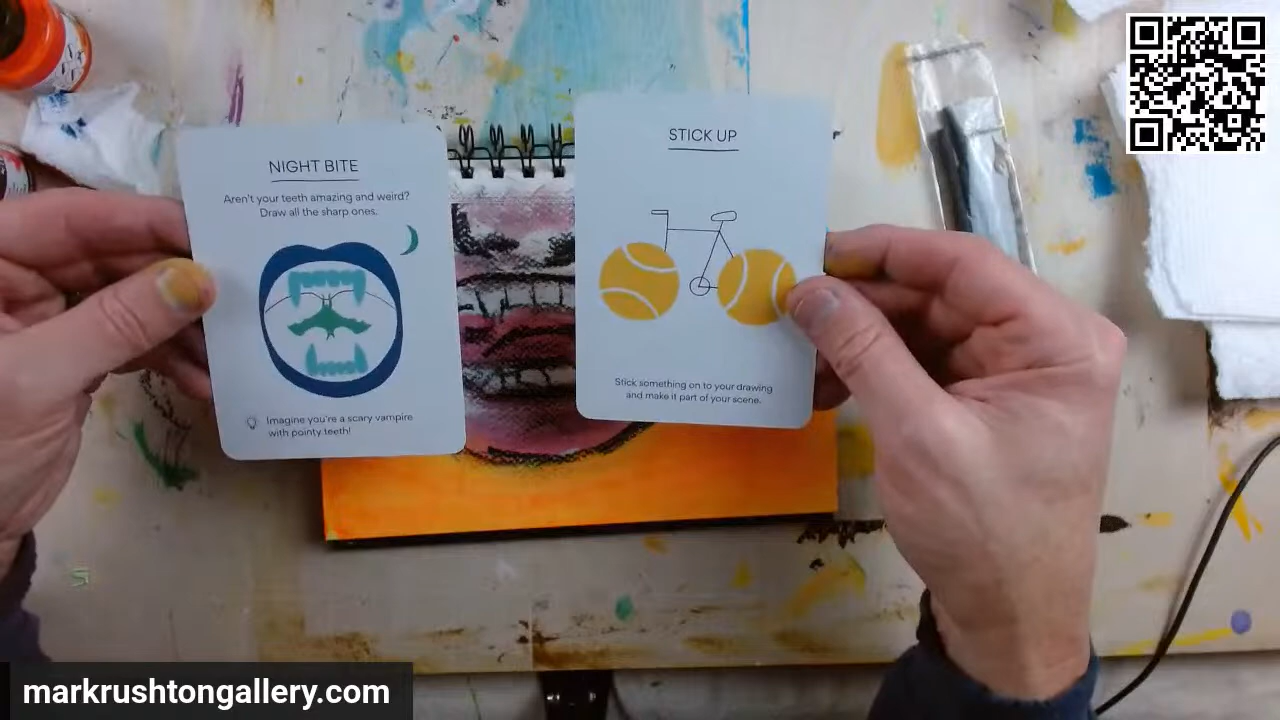 NIGHT BITE
Aren't your teeth amazing and weird?
Draw all the sharp ones.
Imagine you're a scary vampire
with pointy teeth!
STICK UP
Stick something on to your drawing
and make it part of your scene.
markrushtongallery.com